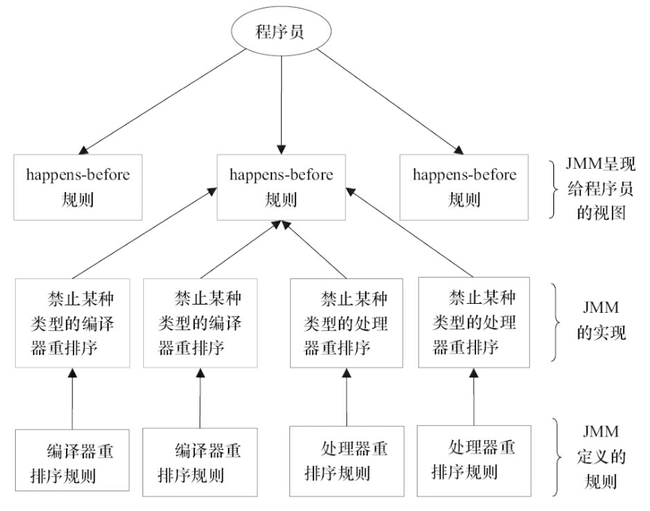 程序员
happens-before
规则
happens-before
规则
happens-before
规则
JMM呈现
给程序员
的视图
禁止某种
类型的编译
器重排序
禁止某种
类型的编译
器重排序
禁止某种
类型的处理
器重排序
禁止某种
类型的处理
器重排序
JMM
的实现
编译器重
排序规则
编译器重
排序规则
处理器重
排序规则
处理器重
排序规则
JMM
定义的
规则